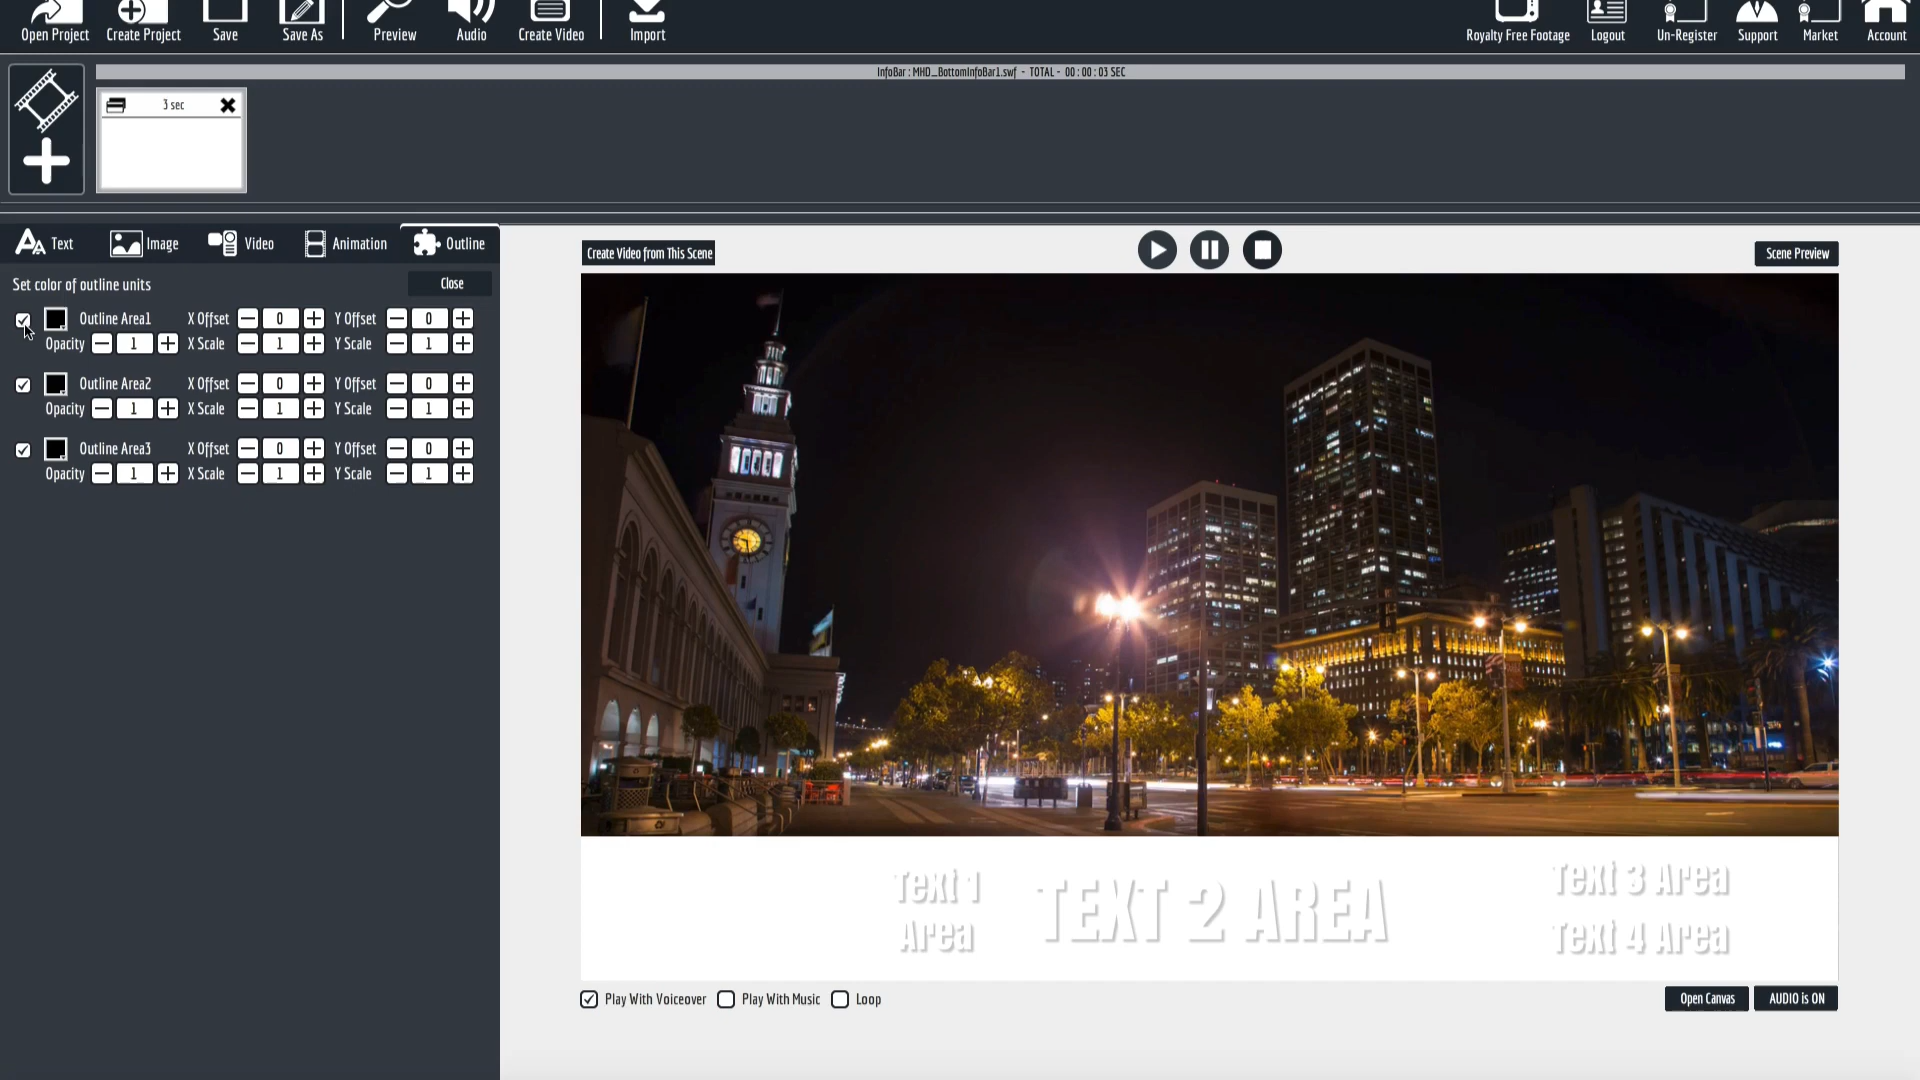 Open Project Create Project Save Save As Preview Audio Create Video Import Royalty Free Footage Logout Un-Register Support Market Account
InfoBar : MHD_BottomInfoBar1.swf - TOTAL - 00 : 00 : 03 SEC
3 sec
Text Image Video Animation Outline
Create Video from This Scene
Scene Preview
Set color of outline units Close
Outline Area1 X Offset 0 Y Offset 0
Opacity 1 X Scale 1 Y Scale 1
Outline Area2 X Offset 0 Y Offset 0
Opacity 1 X Scale 1 Y Scale 1
Outline Area3 X Offset 0 Y Offset 0
Opacity 1 X Scale 1 Y Scale 1
Text 1
Area
TEXT 2 AREA
Text 3 Area
Text 4 Area
Play With Voiceover Play With Music Loop
Open Canvas AUDIO is ON